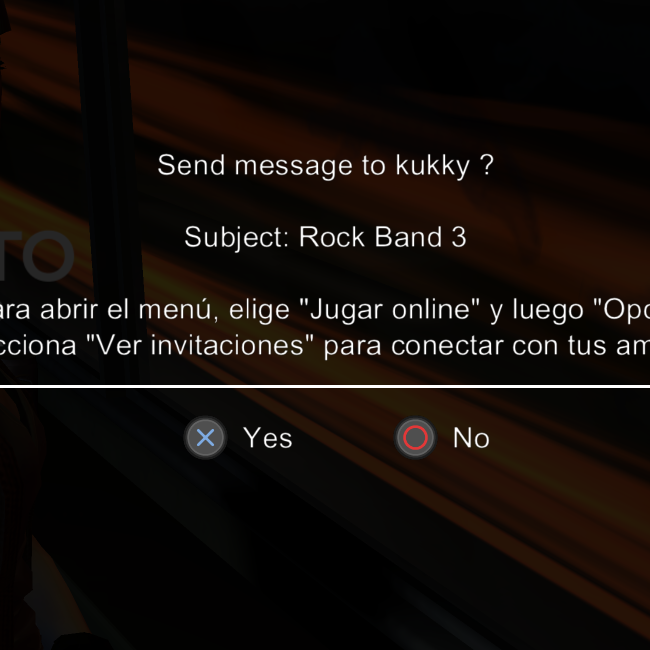 Send message to kukky ?
Subject: Rock Band 3
TO
ara abrir el menú, elige "Jugar online" y luego "Opc
cciona "Ver invitaciones" para conectar con tus am
Yes
No